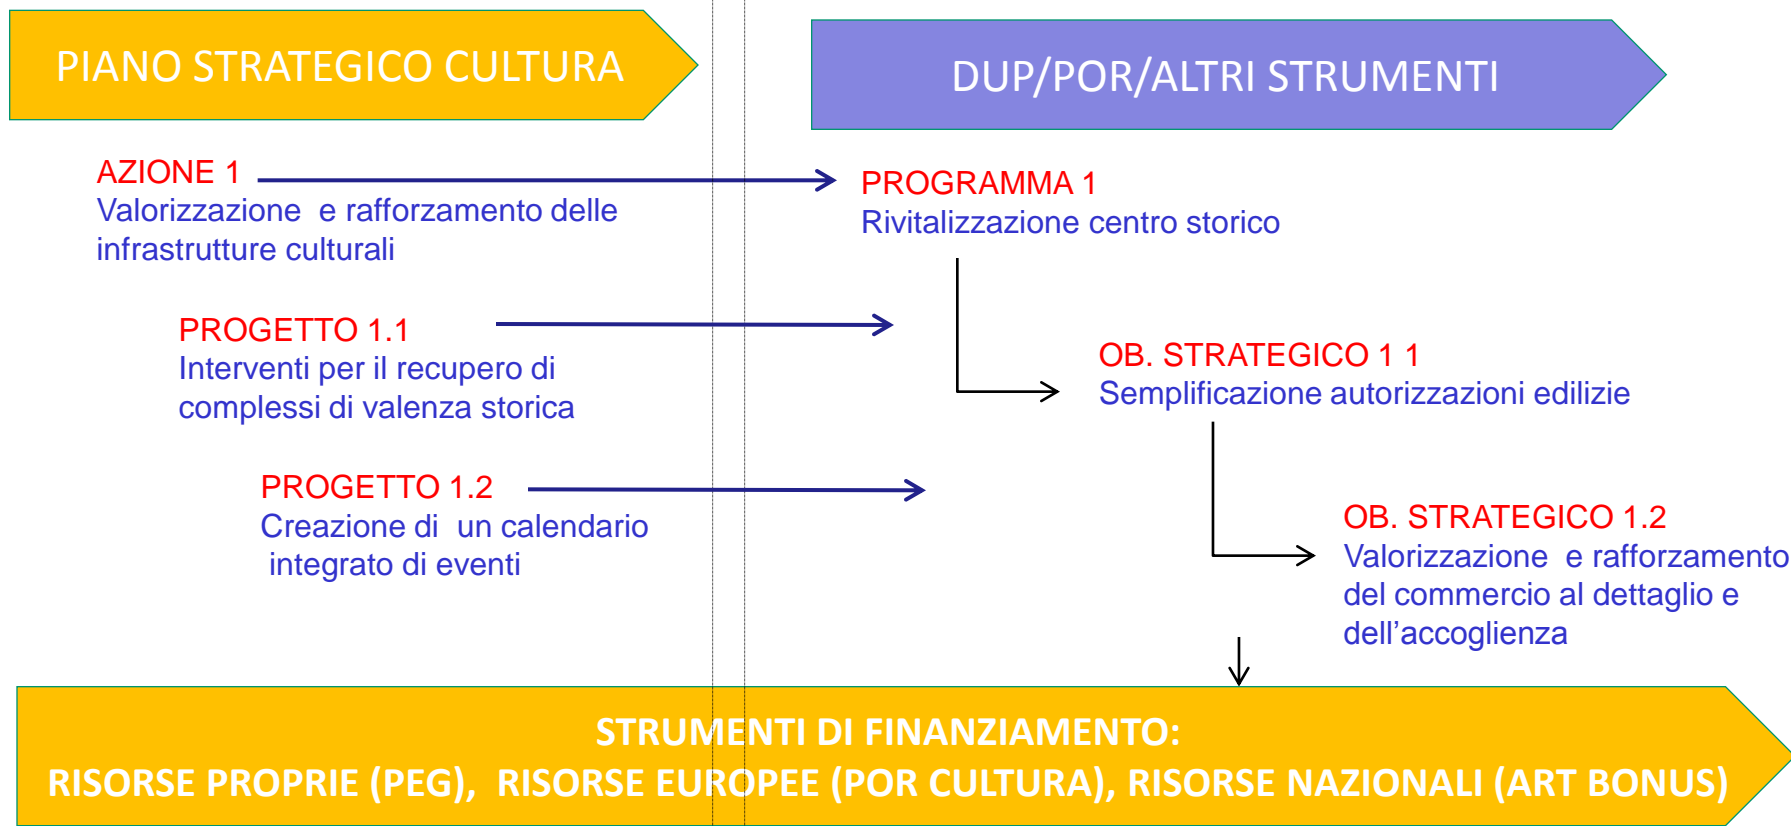 PIANO STRATEGICO CULTURA
DUP/POR/ALTRI STRUMENTI
AZIONE 1
Valorizzazione e rafforzamento delle
infrastrutture culturali
PROGRAMMA 1
Rivitalizzazione centro storico
PROGETTO 1.1
Interventi per il recupero di
complessi di valenza storica
OB. STRATEGICO 1 1
Semplificazione autorizzazioni edilizie
PROGETTO 1.2
Creazione di un calendario
integrato di eventi
OB. STRATEGICO 1.2
Valorizzazione e rafforzamento
del commercio al dettaglio e
dell’accoglienza
STRUMENTI DI FINANZIAMENTO:
RISORSE PROPRIE (PEG), RISORSE EUROPEE (POR CULTURA), RISORSE NAZIONALI (ART BONUS)